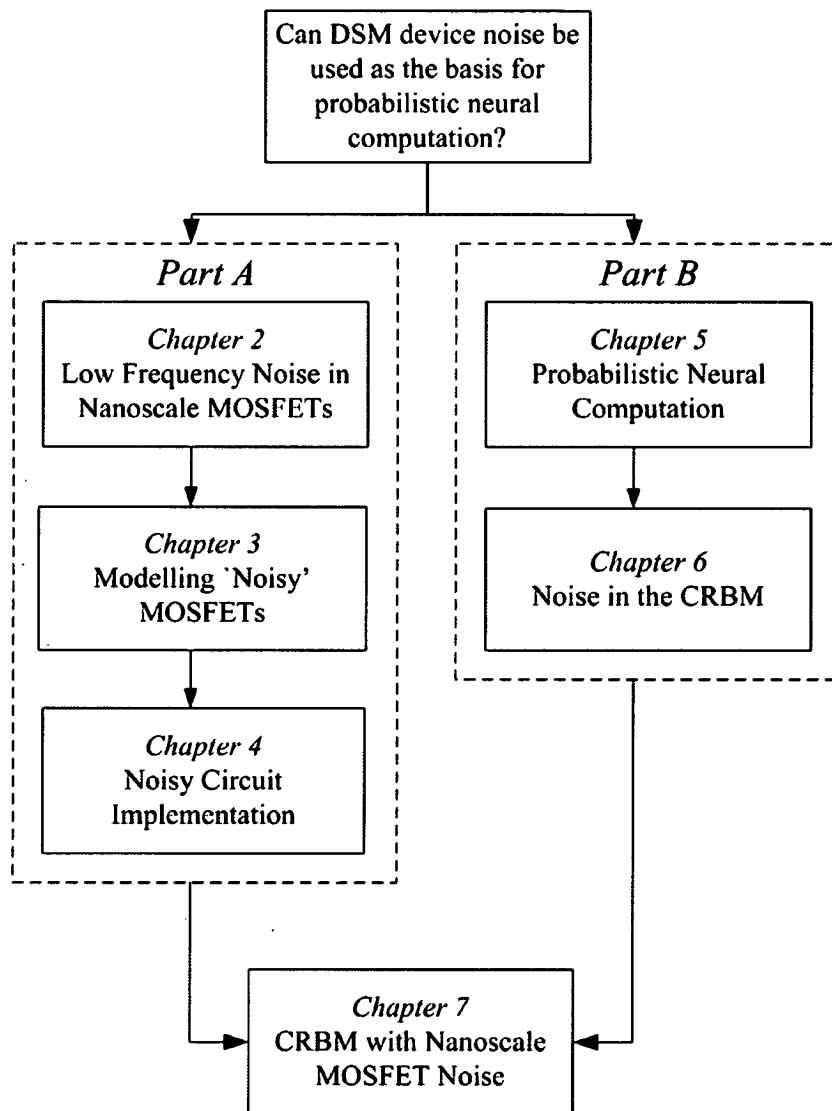 Can DSM device noise be
used as the basis for
probabilistic neural
computation?
Part A
Chapter 2
Low Frequency Noise in
Nanoscale MOSFETs
Chapter 3
Modelling `Noisy'
MOSFETs
Chapter 4
Noisy Circuit
Implementation
Part B
Chapter 5
Probabilistic Neural
Computation
Chapter 6
Noise in the CRBM
Chapter 7
CRBM with Nanoscale
MOSFET Noise